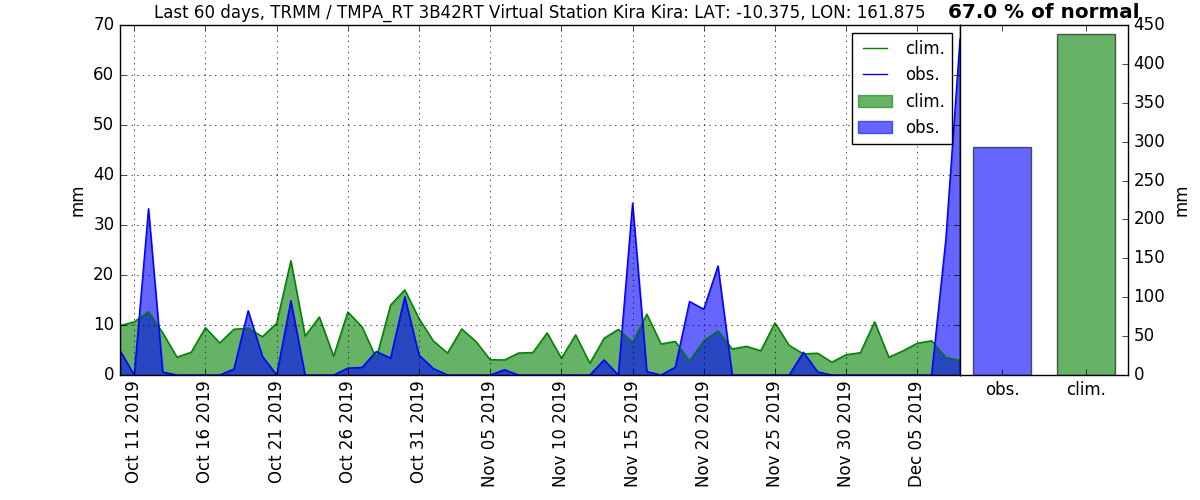 Last 60 days, TRMM / TMPA_RT 3B42RT Virtual Station Kira Kira: LAT: -10.375, LON: 161.875
67.0 % of normal
70
60
50
40
30
20
10
0
mm
clim.
obs.
clim.
obs.
450
400
350
300
250
200
150
100
50
0
mm
Oct 11 2019
Oct 16 2019
Oct 21 2019
Oct 26 2019
Oct 31 2019
Nov 05 2019
Nov 10 2019
Nov 15 2019
Nov 20 2019
Nov 25 2019
Nov 30 2019
Dec 05 2019
obs.
clim.